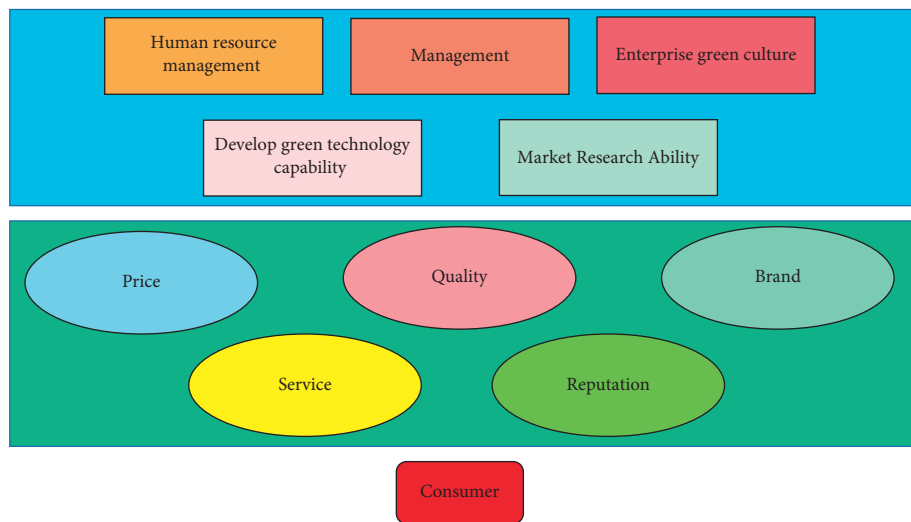 Human resource
management
Management
Enterprise green culture
Develop green technology
capability
Market Research Ability
Price
Quality
Brand
Service
Reputation
Consumer